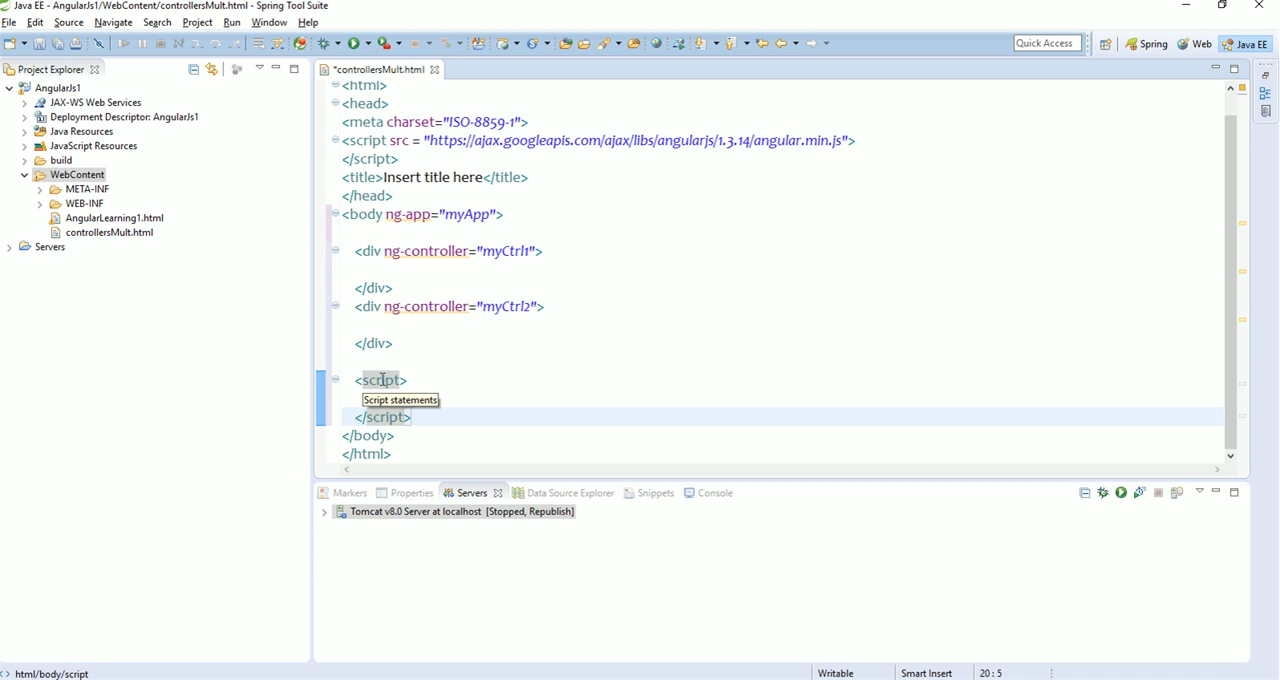 Java EE - AngularJs1/WebContent/controllersMult.html - Spring Tool Suite
File Edit Source Navigate Search Project Run Window Help
Quick Access Spring Web Java EE
Project Explorer
*controllersMult.html
AngularJs1
JAX-WS Web Services
Deployment Descriptor: AngularJs1
Java Resources
JavaScript Resources
build
WebContent
META-INF
WEB-INF
AngularLearning1.html
controllersMult.html
Servers
<html>
<head>
<meta charset="ISO-8859-1">
<script src = "https://ajax.googleapis.com/ajax/libs/angularjs/1.3.14/angular.min.js">
</script>
<title>Insert title here</title>
</head>
<body ng-app="myApp">
<div ng-controller="myCtrl1">
</div>
<div ng-controller="myCtrl2">
</div>
<script>
Script statements
</script>
</body>
</html>
Markers Properties Servers Data Source Explorer Snippets Console
Tomcat v8.0 Server at localhost [Stopped, Republish]
html/body/script Writable Smart Insert 20 : 5